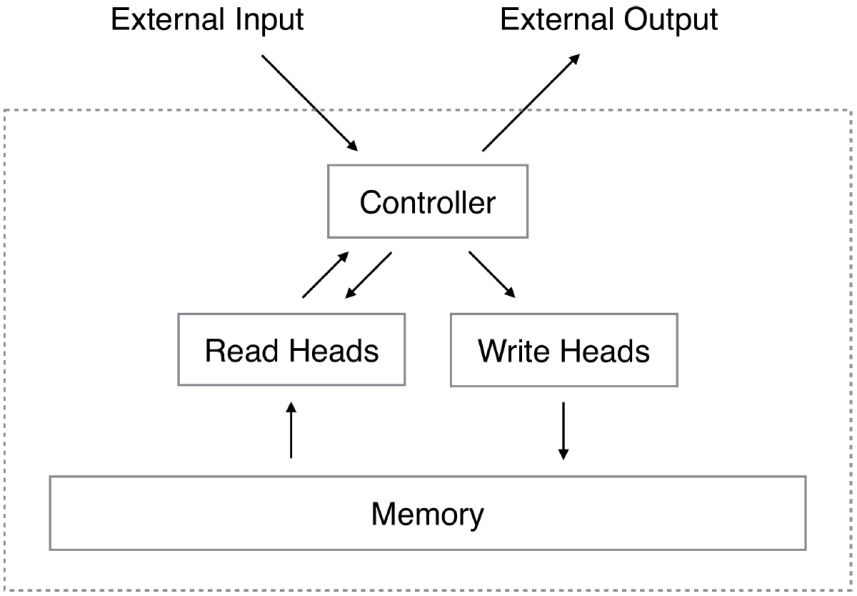 External Input
External Output
Controller
Read Heads
Write Heads
Memory